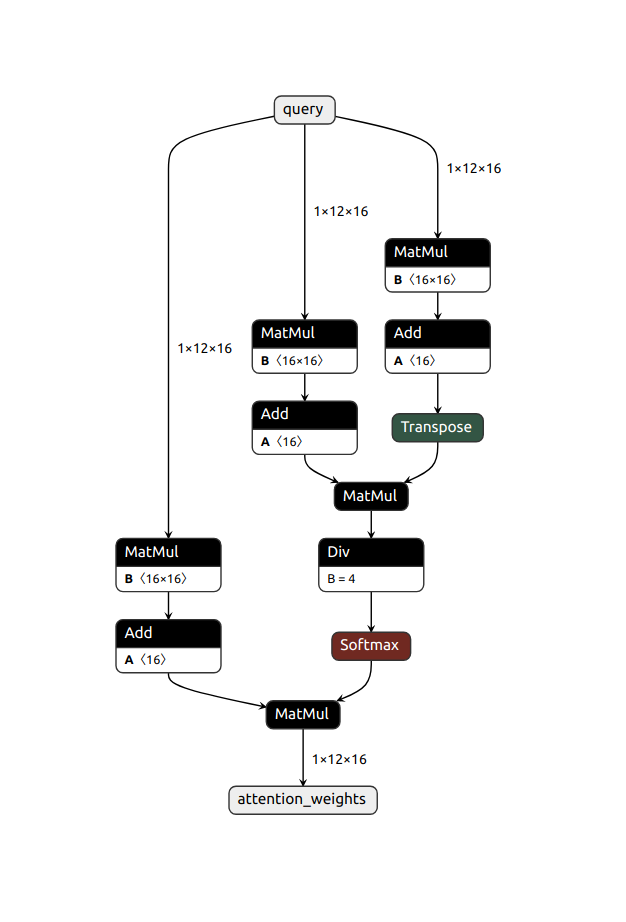 query
1×12×16
1×12×16
MatMul
B 〈16×16〉
MatMul
B 〈16×16〉
Add
A 〈16〉
1×12×16
Add
A 〈16〉
Transpose
MatMul
MatMul
B 〈16×16〉
Div
B = 4
Add
A 〈16〉
Softmax
MatMul
1×12×16
attention_weights